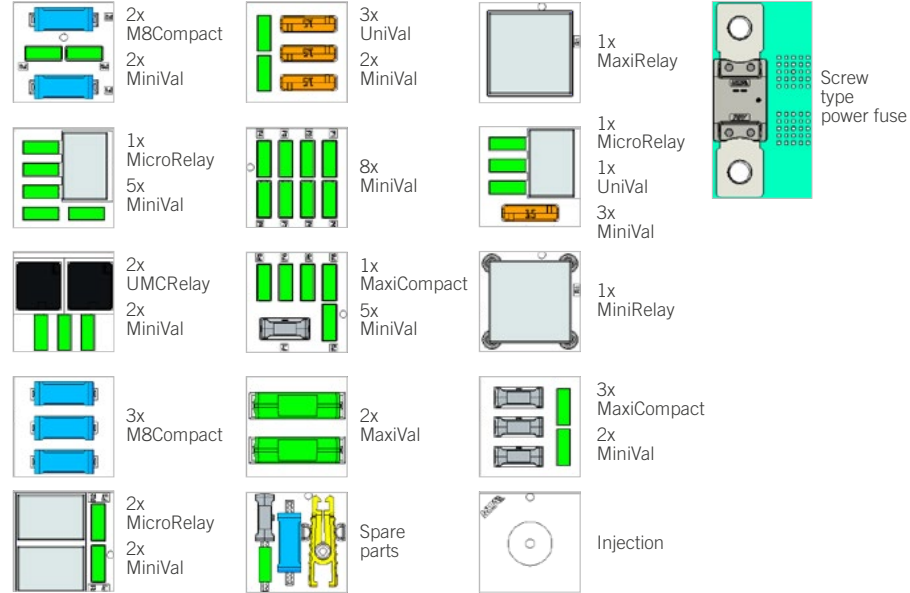 2x
M8Compact
2x
MiniVal
3x
UniVal
2x
MiniVal
1x
MaxiRelay
Screw
type
power fuse
1x
MicroRelay
5x
MiniVal
8x
MiniVal
1x
MicroRelay
1x
UniVal
3x
MiniVal
2x
UMCRelay
2x
MiniVal
1x
MaxiCompact
5x
MiniVal
1x
MiniRelay
3x
M8Compact
2x
MaxiVal
3x
MaxiCompact
2x
MiniVal
2x
MicroRelay
2x
MiniVal
Spare
parts
Injection